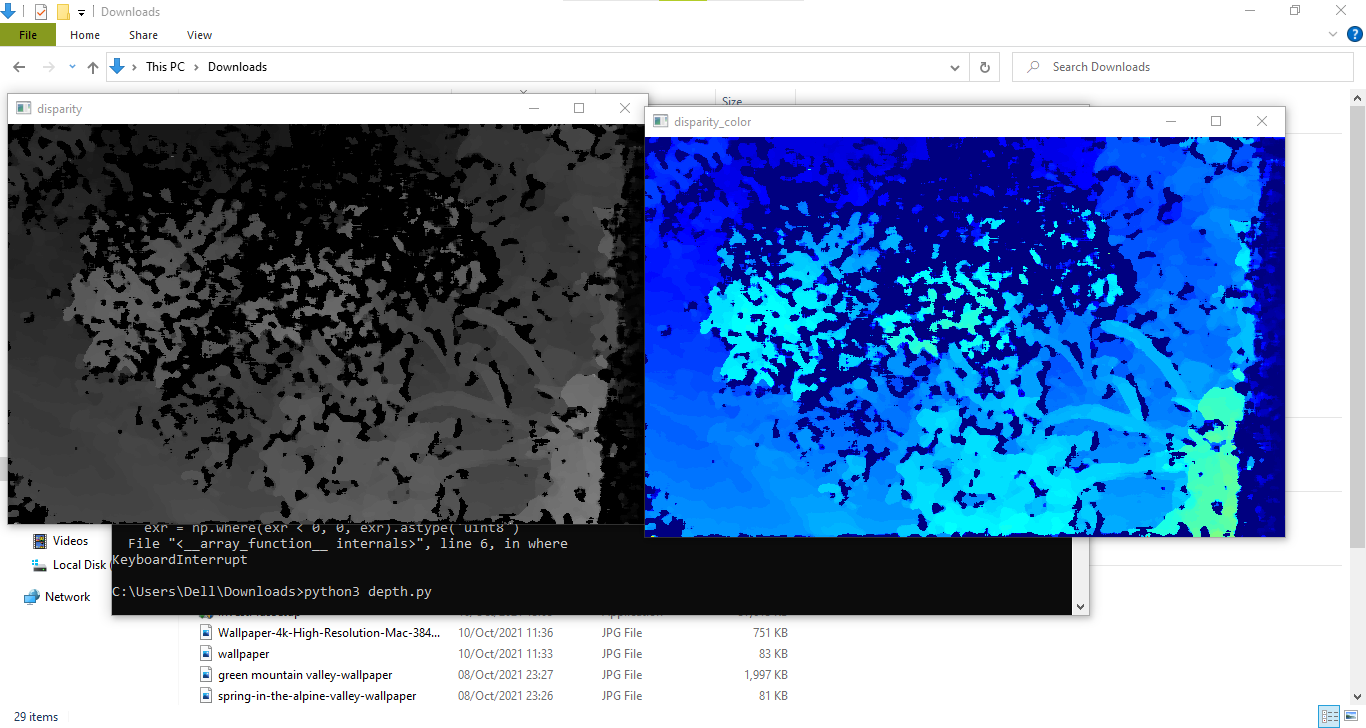 Downloads
File Home Share View
This PC Downloads
Search Downloads
Size
disparity
disparity_color
exr = np.where(exr < 0, 0, exr).astype("uint8")
File "<__array_function__ internals>", line 6, in where
KeyboardInterrupt
C:\Users\Dell\Downloads>python3 depth.py
Videos
Local Disk
Network
Wallpaper-4k-High-Resolution-Mac-384... 10/Oct/2021 11:36 JPG File 751 KB
wallpaper 10/Oct/2021 11:33 JPG File 83 KB
green mountain valley-wallpaper 08/Oct/2021 23:27 JPG File 1,997 KB
spring-in-the-alpine-valley-wallpaper 08/Oct/2021 23:26 JPG File 81 KB
29 items